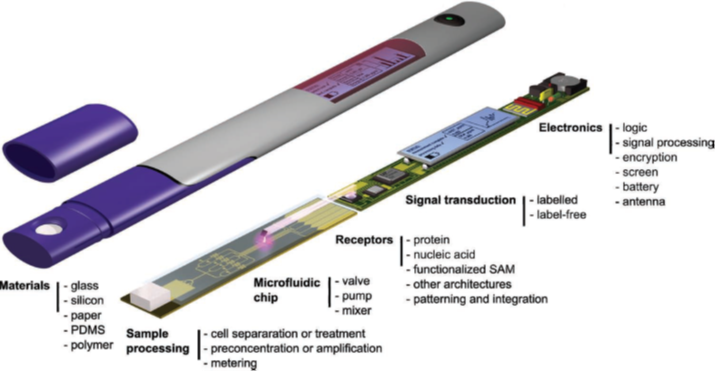 Electronics
- logic
- signal processing
- encryption
- screen
- battery
- antenna
Signal transduction
- labelled
- label-free
Receptors
- protein
- nucleic acid
- functionalized SAM
- other architectures
- patterning and integration
Microfluidic
chip
- valve
- pump
- mixer
Materials
- glass
- silicon
- paper
- PDMS
- polymer
Sample
processing
- cell separaration or treatment
- preconcentration or amplification
- metering